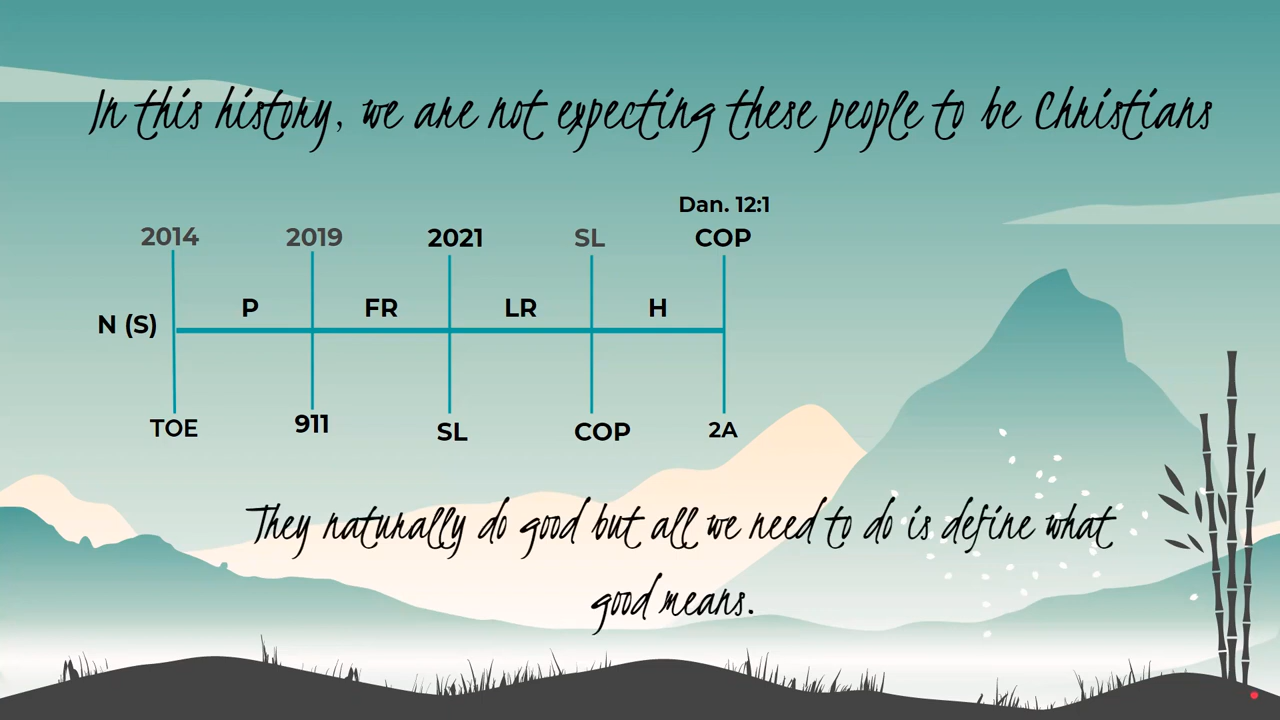 In this history, we are not expecting these people to be Christians
Dan. 12:1
2014 2019 2021 SL COP
P FR LR H
N (S)
TOE 911 SL COP 2A
They naturally do good but all we need to do is define what
good means.